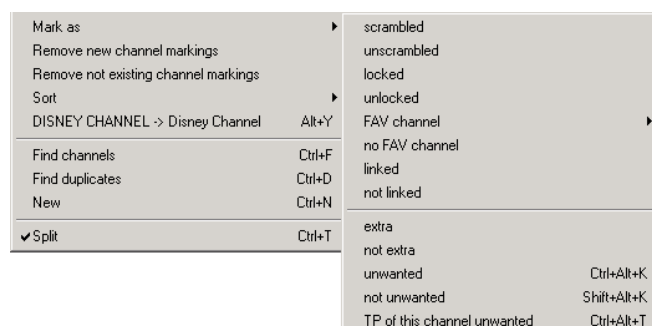 Mark as
Remove new channel markings
Remove not existing channel markings
Sort
DISNEY CHANNEL -> Disney Channel Alt+Y
Find channels Ctrl+F
Find duplicates Ctrl+D
New Ctrl+N
Split Ctrl+T
scrambled
unscrambled
locked
unlocked
FAV channel
no FAV channel
linked
not linked
extra
not extra
unwanted Ctrl+Alt+K
not unwanted Shift+Alt+K
TP of this channel unwanted Ctrl+Alt+T